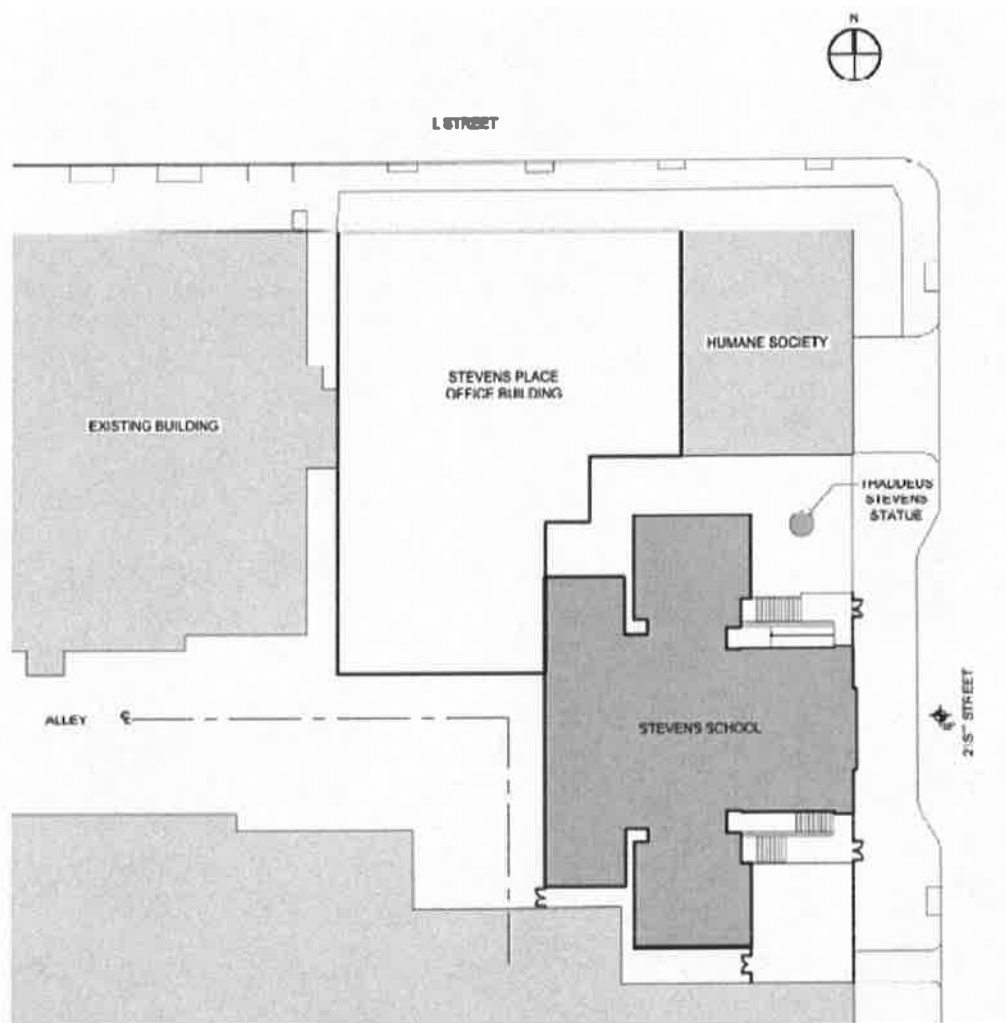 N
L STREET
HUMANE SOCIETY
STEVENS PLACE
OFFICE BUILDING
EXISTING BUILDING
THADDEUS
STEVENS
STATUE
ALLEY
STEVENS SCHOOL
21ST STREET